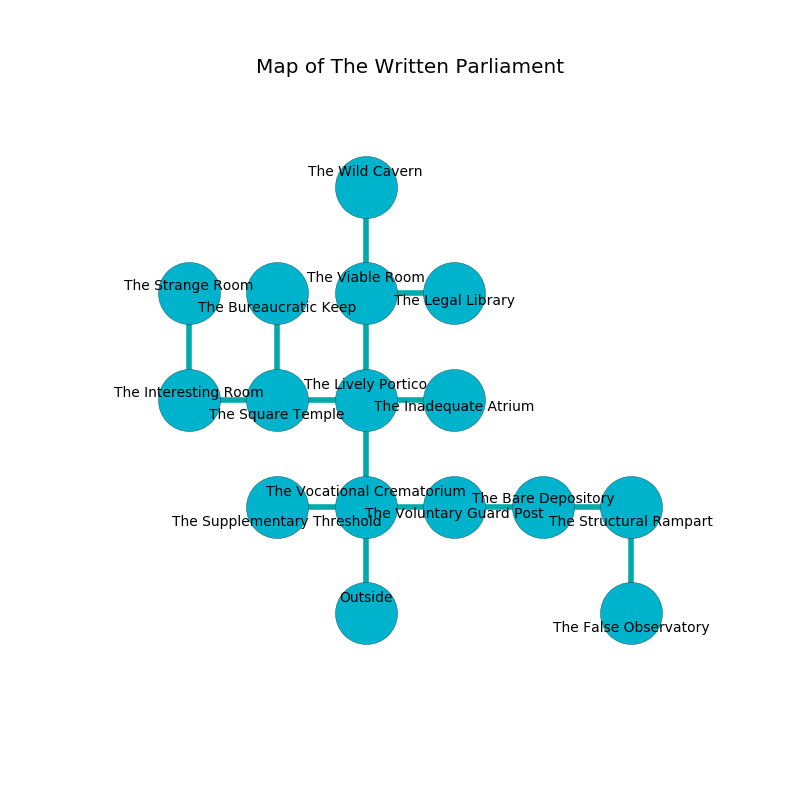 Map of The Written Parliament
The Wild Cavern
The Viable Room
The Strange Room
The Legal Library
The Bureaucratic Keep
The Lively Portico
The Interesting Room
The Inadequate Atrium
The Square Temple
The Vocational Crematorium
The Bare Depository
The Voluntary Guard Post
The Supplementary Threshold
The Structural Rampart
Outside
The False Observatory